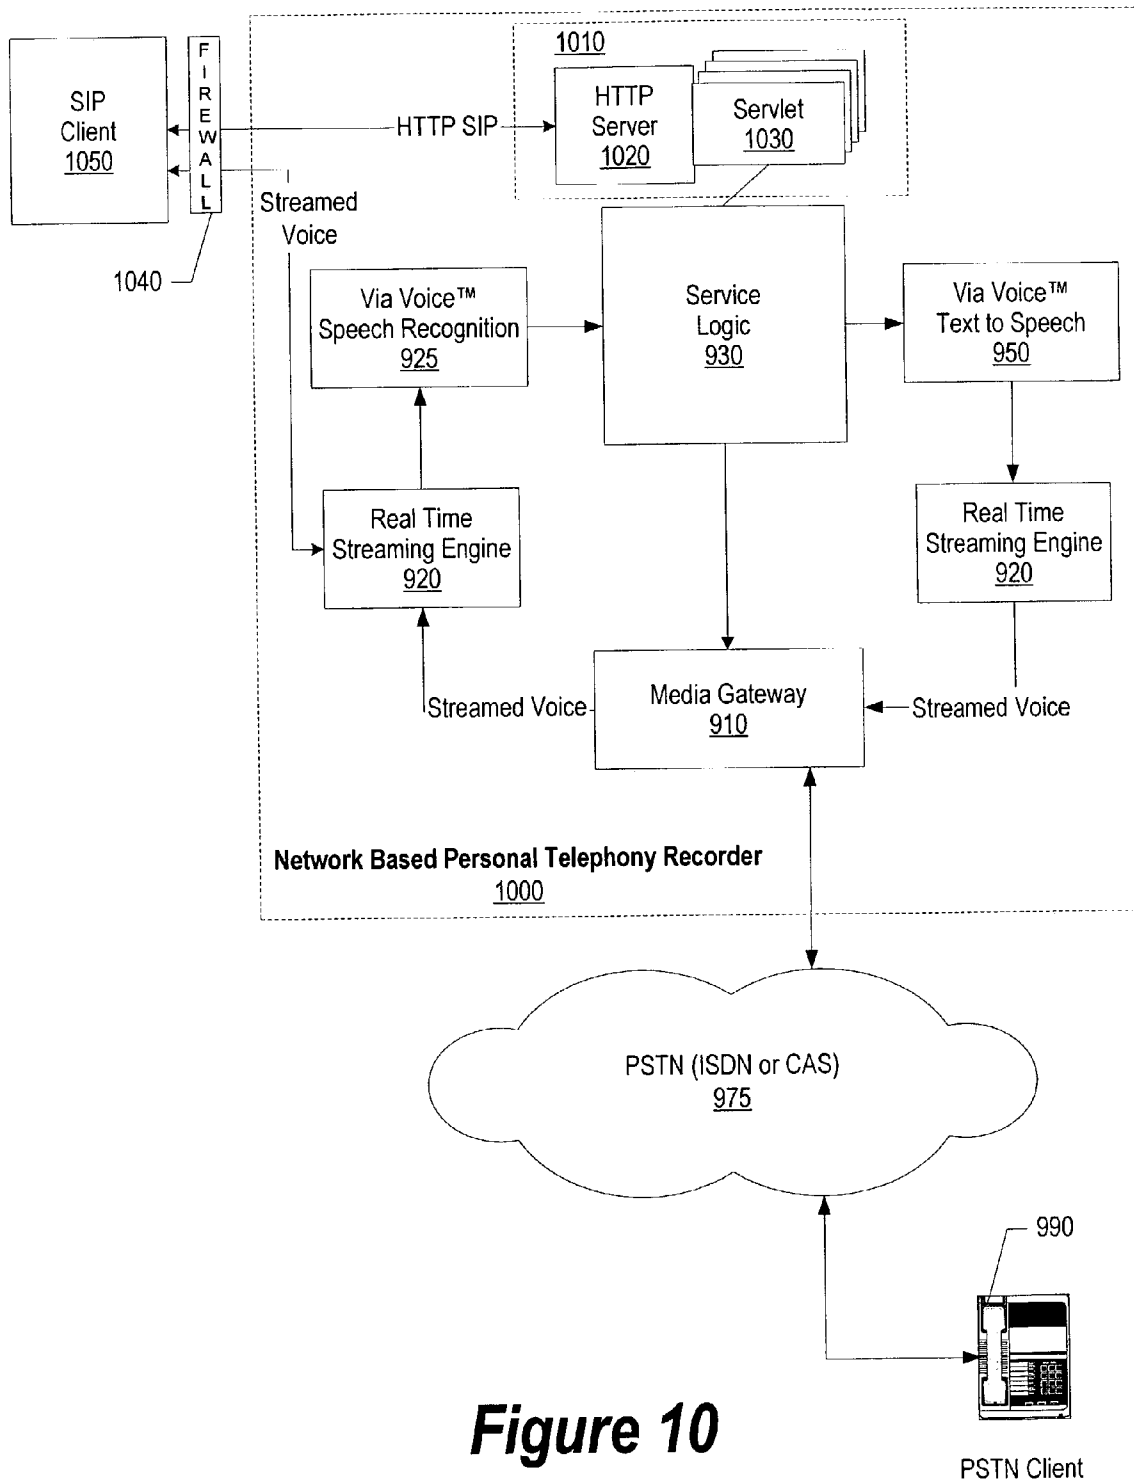 SIP
Client
1050
FIREWALL
1040
HTTP SIP
Streamed
Voice
1010
HTTP
Server
1020
Servlet
1030
Via Voice™
Speech Recognition
925
Service
Logic
930
Via Voice™
Text to Speech
950
Real Time
Streaming Engine
920
Real Time
Streaming Engine
920
Streamed Voice
Media Gateway
910
Streamed Voice
Network Based Personal Telephony Recorder
1000
PSTN (ISDN or CAS)
975
990
PSTN Client
Figure 10